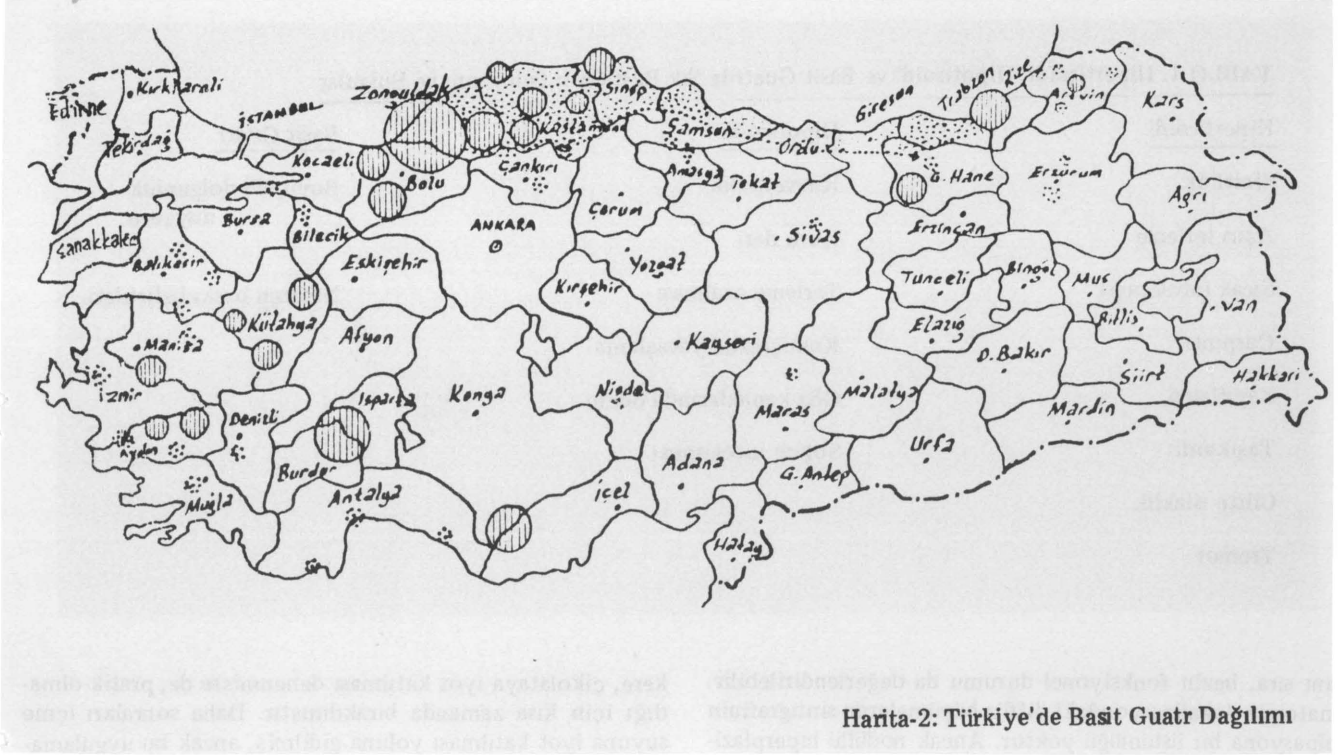 Kırklareli
Edirne
Tekirdağ
İSTANBUL
Zonguldak
Kocaeli
Bolu
Kastamonu
Sinop
Çankırı
Samsun
Ordu
Giresun
Trabzon
Rize
Artvin
Kars
Amasya
Tokat
Çorum
G. Hane
Erzurum
Ağrı
Çanakkale
Bursa
Bilecik
Balıkesir
Eskişehir
ANKARA
Yozgat
Kırşehir
Sivas
Erzincan
Tunceli
Bingöl
Muş
Bitlis
Van
Elazığ
D. Bakır
Siirt
Hakkari
Mardin
Kütahya
Manisa
İzmir
Afyon
Kayseri
Malatya
Niğde
Konya
Isparta
Denizli
Aydın
Burdur
Muğla
Antalya
İçel
Adana
Maraş
Urfa
G. Antep
Hatay
Harita-2: Türkiye'de Basit Guatr Dağılımı